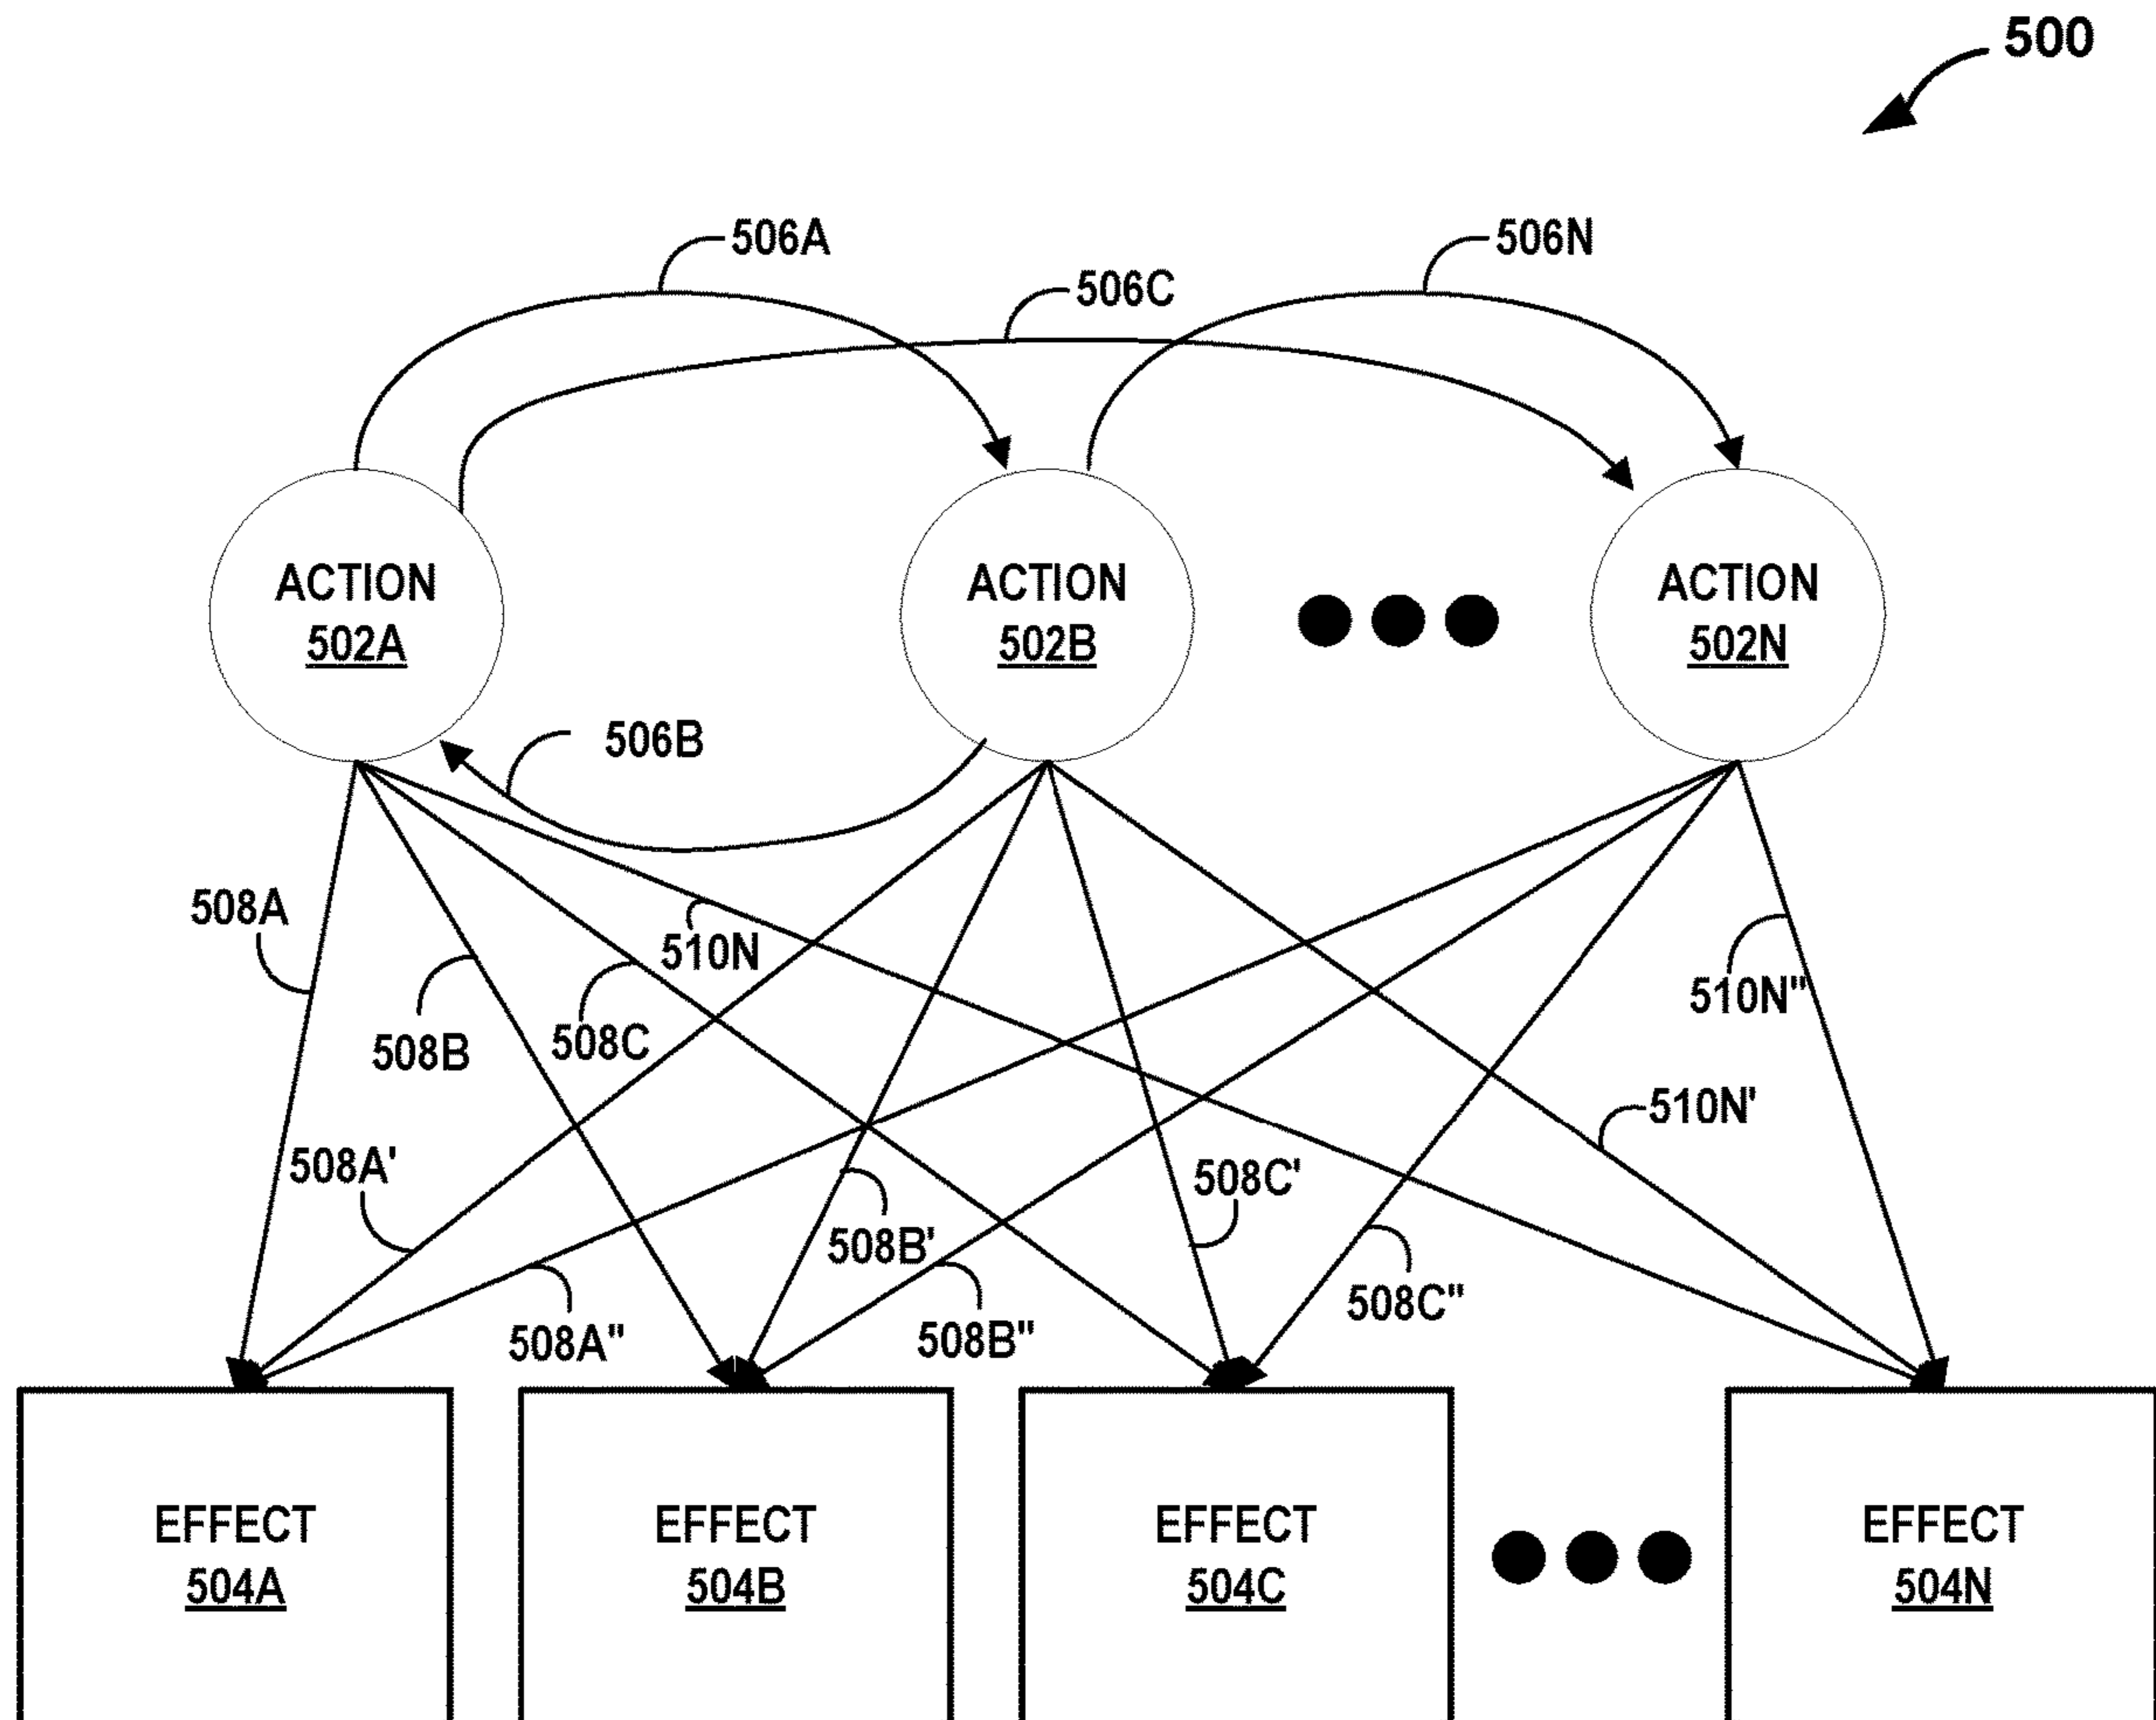 500
506A
506N
506C
ACTION
502A
ACTION
502B
ACTION
502N
506B
508A
510N
510N"
508B
508C
510N'
508A'
508C'
508B'
508C"
508A"
508B"
EFFECT
504A
EFFECT
504B
EFFECT
504C
EFFECT
504N